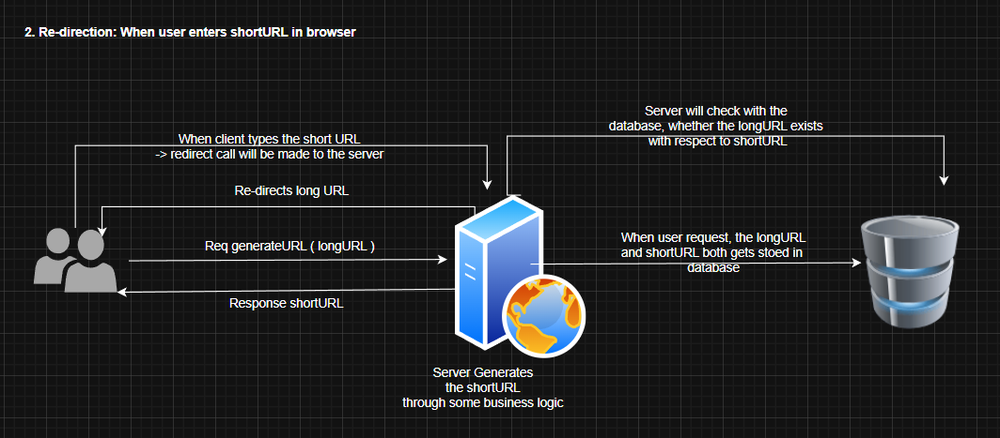 2. Re-direction: When user enters shortURL in browser
Server will check with the
database, whether the longURL exists
with respect to shortURL
When client types the short URL
-> redirect call will be made to the server
Re-directs long URL
Req generateURL ( longURL )
When user request, the longURL
and shortURL both gets stoed in
database
Response shortURL
Server Generates
the shortURL
through some business logic